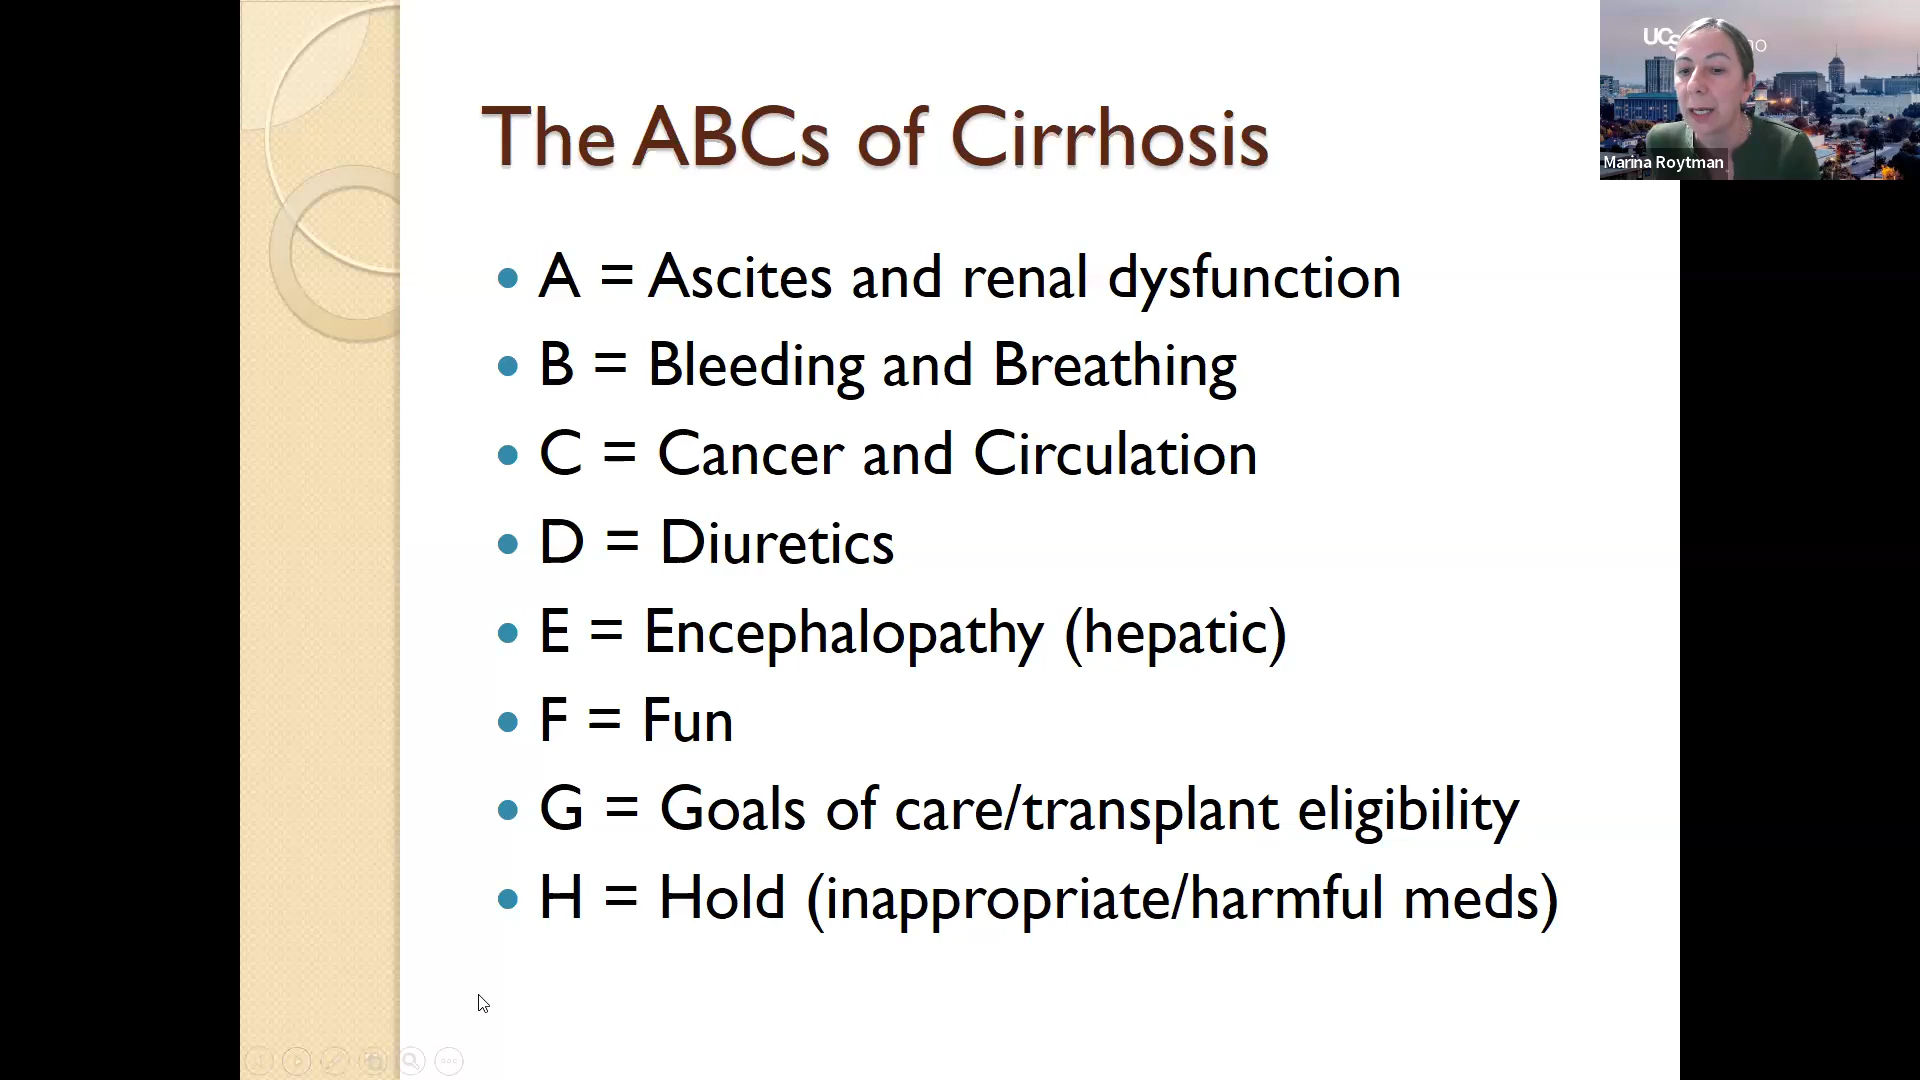 The ABCs of Cirrhosis
• A = Ascites and renal dysfunction
• B = Bleeding and Breathing
• C = Cancer and Circulation
• D = Diuretics
• E = Encephalopathy (hepatic)
• F = Fun
• G = Goals of care/transplant eligibility
• H = Hold (inappropriate/harmful meds)
Marina Roytman